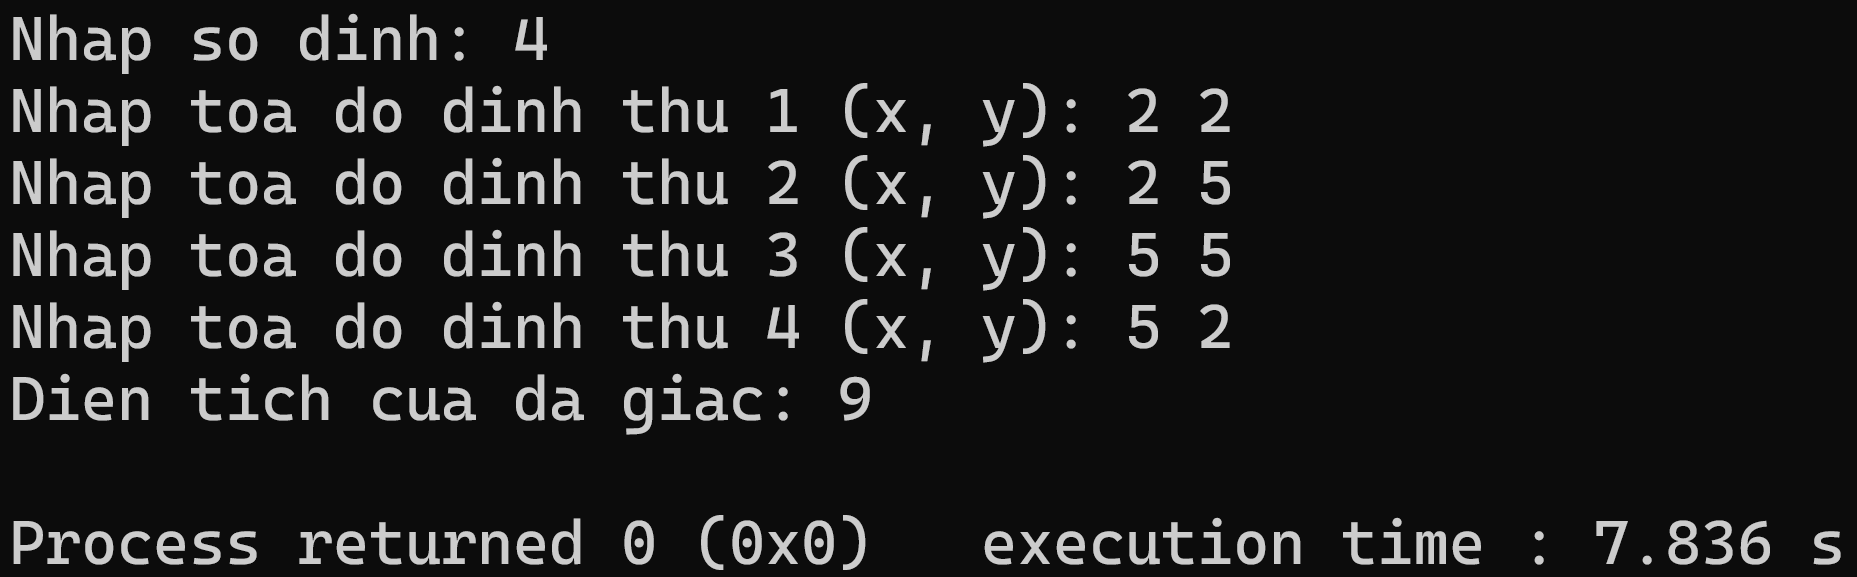 Nhap so dinh: 4
Nhap toa do dinh thu 1 (x, y): 2 2
Nhap toa do dinh thu 2 (x, y): 2 5
Nhap toa do dinh thu 3 (x, y): 5 5
Nhap toa do dinh thu 4 (x, y): 5 2
Dien tich cua da giac: 9
Process returned 0 (0x0)   execution time : 7.836 s